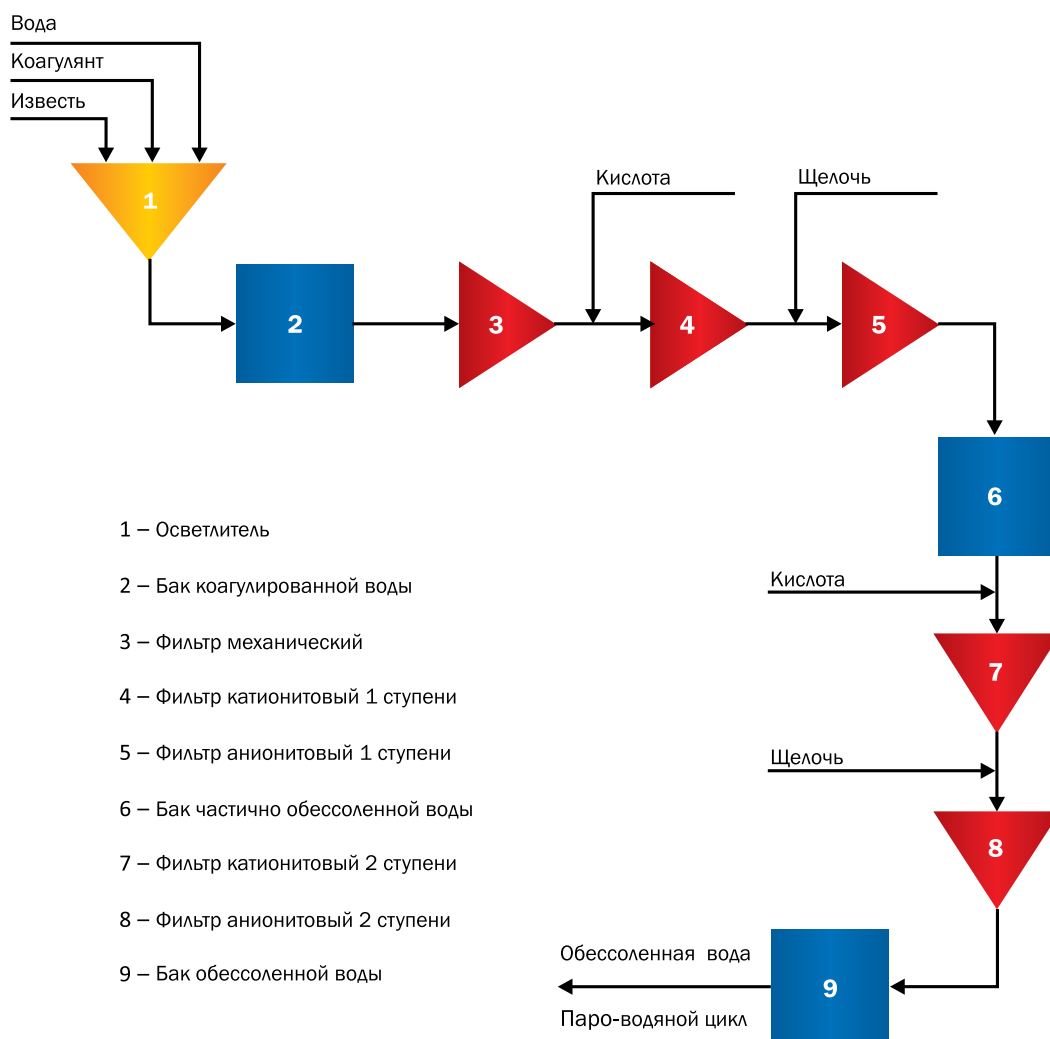 Вода
Коагулянт
Известь
1
2
3
Кислота
4
Щелочь
5
6
Кислота
7
Щелочь
8
9
Обессоленная вода
Паро-водяной цикл
1 – Осветлитель
2 – Бак коагулированной воды
3 – Фильтр механический
4 – Фильтр катионитовый 1 ступени
5 – Фильтр анионитовый 1 ступени
6 – Бак частично обессоленной воды
7 – Фильтр катионитовый 2 ступени
8 – Фильтр анионитовый 2 ступени
9 – Бак обессоленной воды